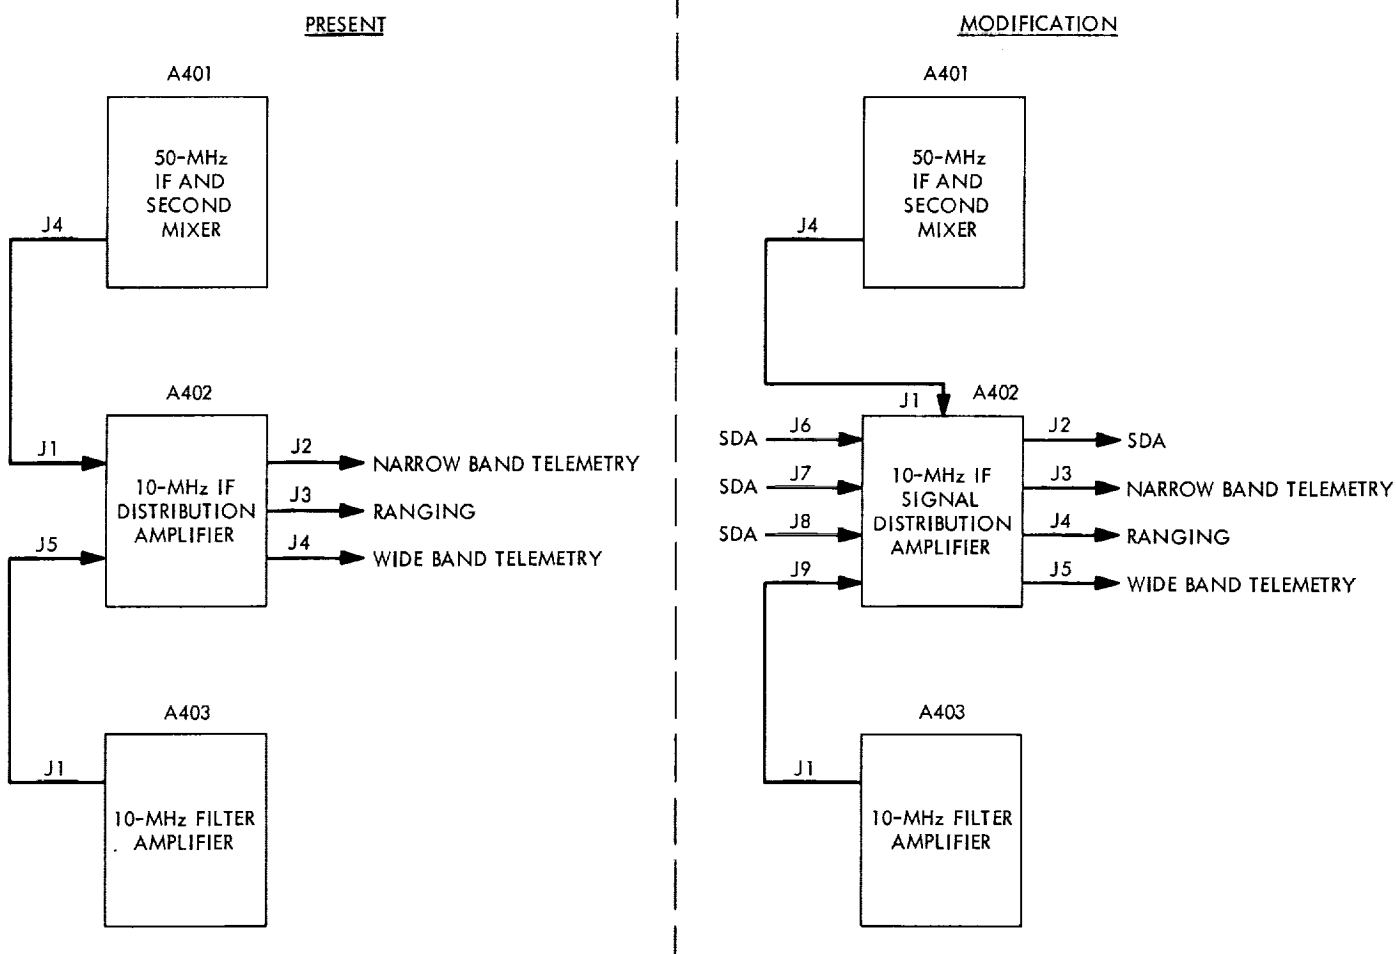 PRESENT
A401
50-MHz
IF AND
SECOND
MIXER
J4
A402
J1
J5
10-MHz IF
DISTRIBUTION
AMPLIFIER
J2
NARROW BAND TELEMETRY
J3
RANGING
J4
WIDE BAND TELEMETRY
A403
J1
10-MHz FILTER
AMPLIFIER
MODIFICATION
A401
50-MHz
IF AND
SECOND
MIXER
J4
J1
A402
SDA J6
SDA J7
SDA J8
J9
10-MHz IF
SIGNAL
DISTRIBUTION
AMPLIFIER
J2 SDA
J3 NARROW BAND TELEMETRY
J4 RANGING
J5 WIDE BAND TELEMETRY
A403
J1
10-MHz FILTER
AMPLIFIER